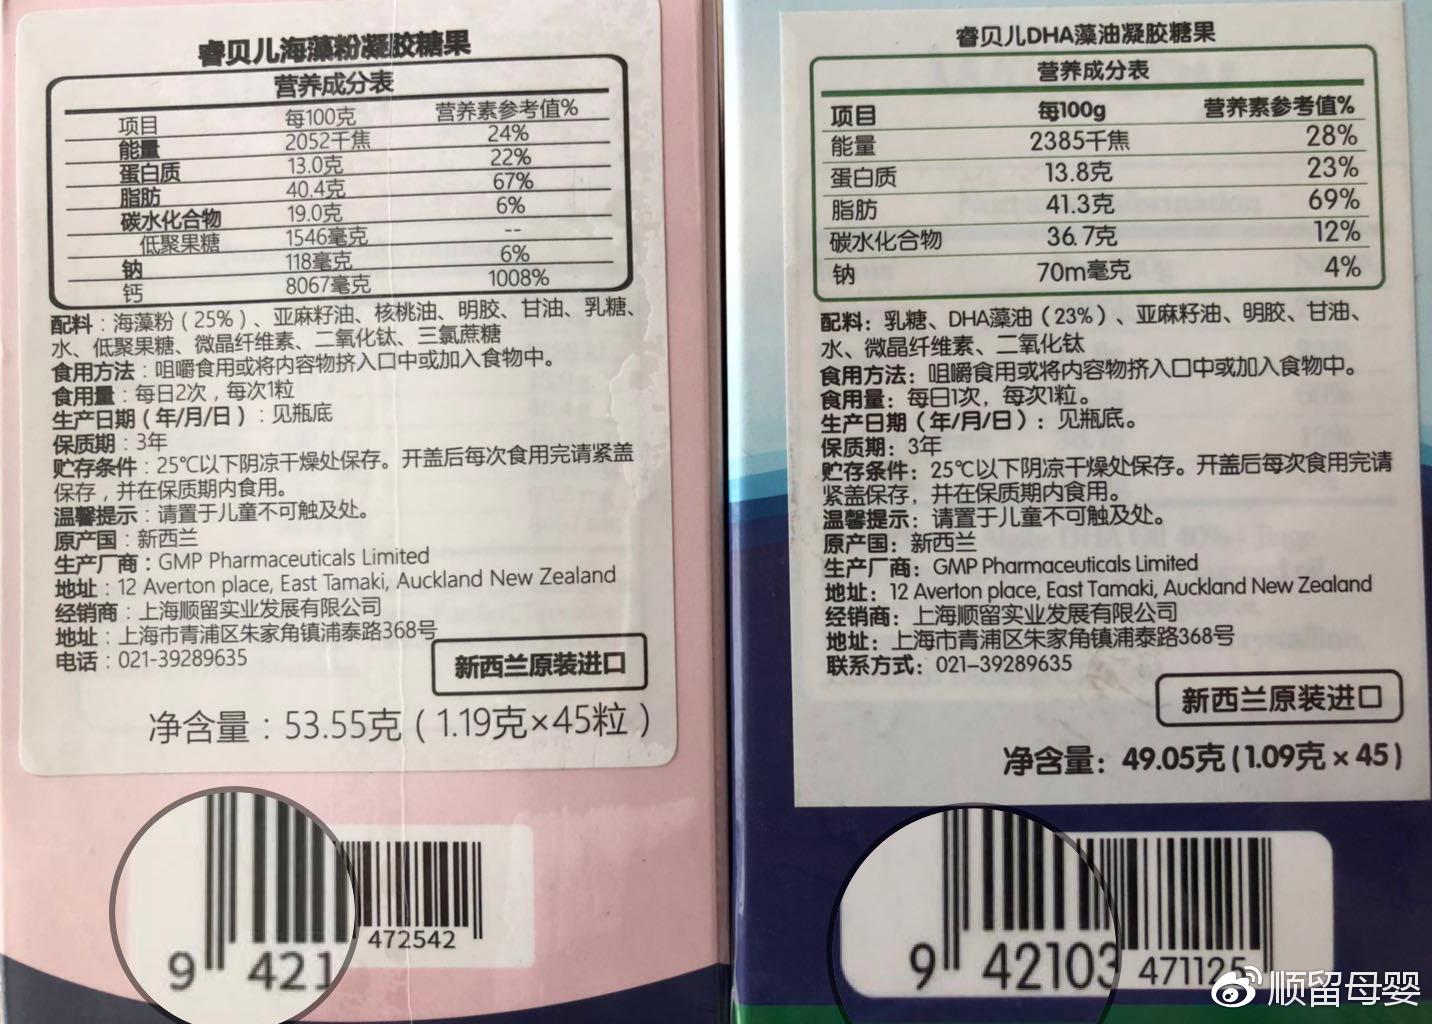 睿贝儿海藻粉凝胶糖果
营养成分表
项目 每100克 营养素参考值%
能量 2052千焦 24%
蛋白质 13.0克 22%
脂肪 40.4克 67%
碳水化合物 19.0克 6%
低聚果糖 1546毫克 --
钠 118毫克 6%
钙 8067毫克 1008%
配料：海藻粉（25%）、亚麻籽油、核桃油、明胶、甘油、乳糖、
水、低聚果糖、微晶纤维素、二氧化钛、三氯蔗糖
食用方法：咀嚼食用或将内容物挤入口中或加入食物中。
食用量：每日2次，每次1粒
生产日期（年/月/日）：见瓶底
保质期：3年
贮存条件：25℃以下阴凉干燥处保存。开盖后每次食用完请紧盖
保存，并在保质期内食用。
温馨提示：请置于儿童不可触及处。
原产国：新西兰
生产厂商：GMP Pharmaceuticals Limited
地址：12 Averton place, East Tamaki, Auckland New Zealand
经销商：上海顺留实业发展有限公司
地址：上海市青浦区朱家角镇浦泰路368号
电话：021-39289635
新西兰原装进口
净含量：53.55克（1.19克×45粒）
9 421 472542
睿贝儿DHA藻油凝胶糖果
营养成分表
项目 每100g 营养素参考值%
能量 2385千焦 28%
蛋白质 13.8克 23%
脂肪 41.3克 69%
碳水化合物 36.7克 12%
钠 70m毫克 4%
配料：乳糖、DHA藻油（23%）、亚麻籽油、明胶、甘油、
水、微晶纤维素、二氧化钛
食用方法：咀嚼食用或将内容物挤入口中或加入食物中。
食用量：每日1次，每次1粒。
生产日期（年/月/日）：见瓶底。
保质期：3年
贮存条件：25℃以下阴凉干燥处保存。开盖后每次食用完请
紧盖保存，并在保质期内食用。
温馨提示：请置于儿童不可触及处。
原产国：新西兰
生产厂商：GMP Pharmaceuticals Limited
地址：12 Averton place, East Tamaki, Auckland New Zealand
经销商：上海顺留实业发展有限公司
地址：上海市青浦区朱家角镇浦泰路368号
联系方式：021-39289635
新西兰原装进口
净含量：49.05克(1.09克×45)
9 42103 471125
顺留母婴